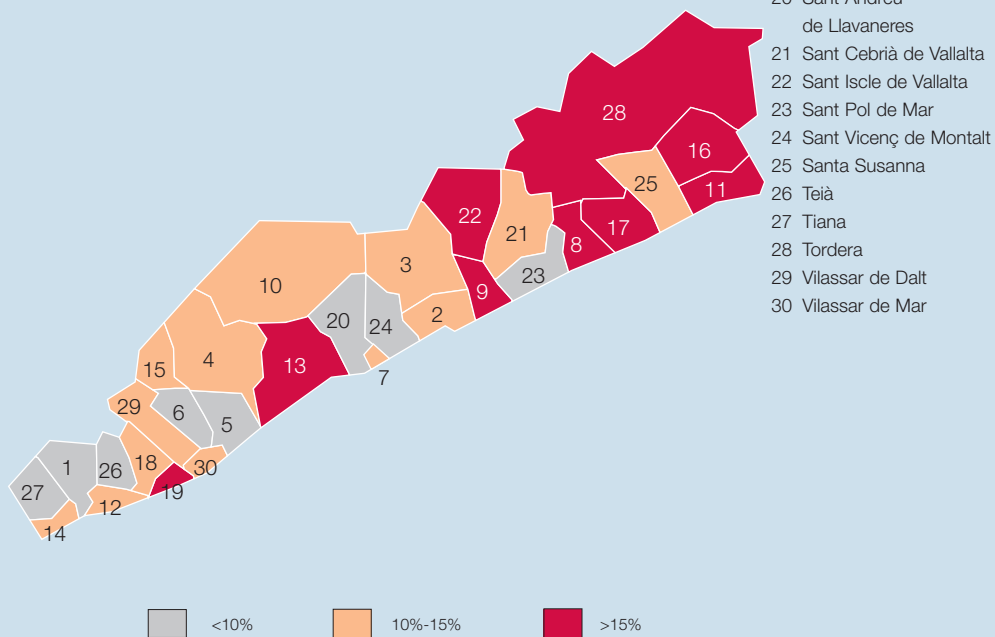 20 Sant Andreu
de Llavaneres
21 Sant Cebrià de Vallalta
22 Sant Iscle de Vallalta
23 Sant Pol de Mar
24 Sant Vicenç de Montalt
25 Santa Susanna
26 Teià
27 Tiana
28 Tordera
29 Vilassar de Dalt
30 Vilassar de Mar
28
16
25
11
22
17
21
8
3
23
10
9
2
20
24
4
13
15
7
29
6
5
18
30
1
26
19
27
12
14
<10%
10%-15%
>15%